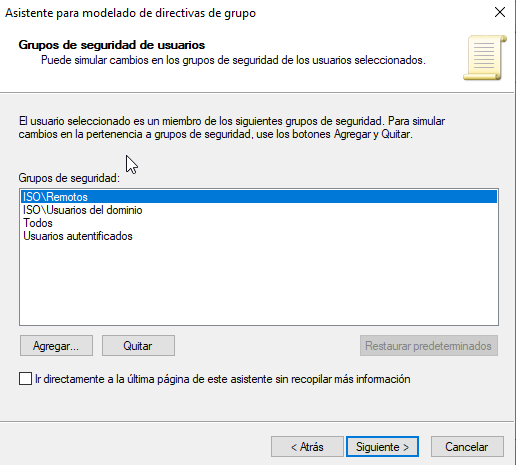 Asistente para modelado de directivas de grupo
Grupos de seguridad de usuarios
Puede simular cambios en los grupos de seguridad de los usuarios seleccionados.
El usuario seleccionado es un miembro de los siguientes grupos de seguridad. Para simular
cambios en la pertenencia a grupos de seguridad, use los botones Agregar y Quitar.
Grupos de seguridad:
ISO\Remotos
ISO\Usuarios del dominio
Todos
Usuarios autentificados
Agregar... Quitar Restaurar predeterminados
Ir directamente a la última página de este asistente sin recopilar más información
< Atrás Siguiente > Cancelar